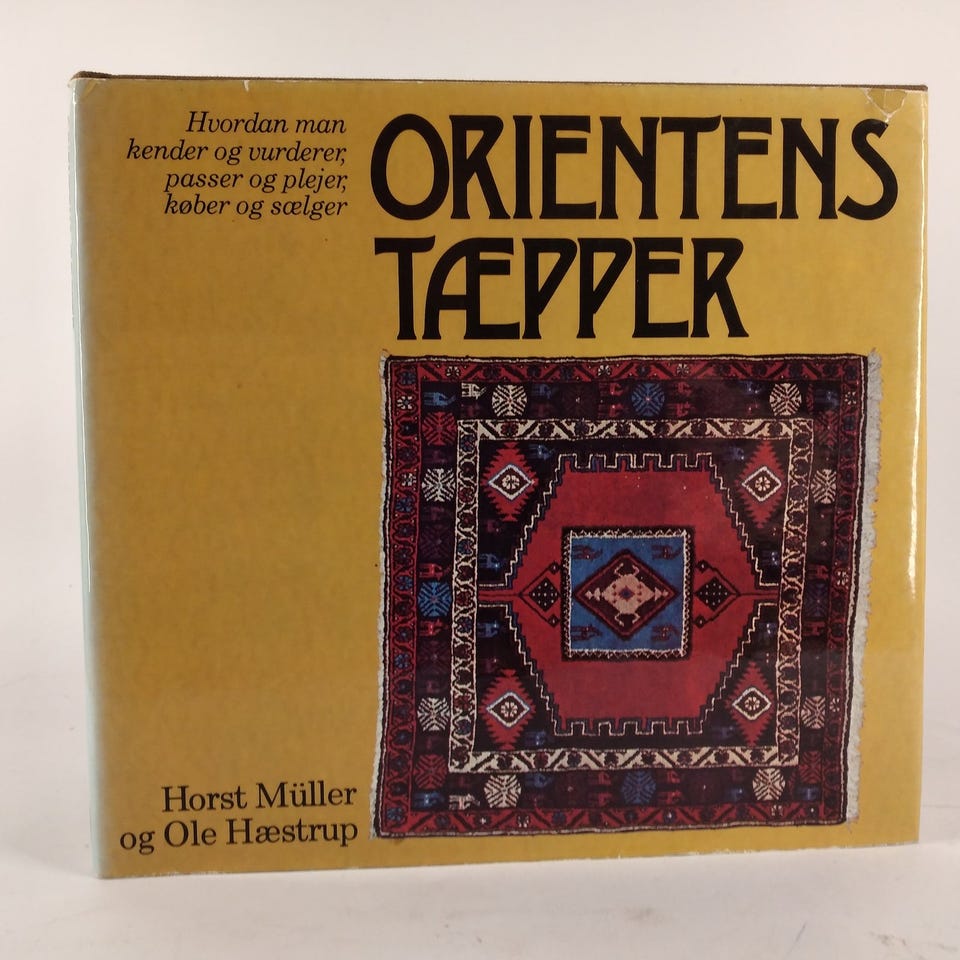 Hvordan man
kender og vurderer,
passer og plejer,
køber og sælger
ORIENTENS
TÆPPER
Horst Müller
og Ole Hæstrup